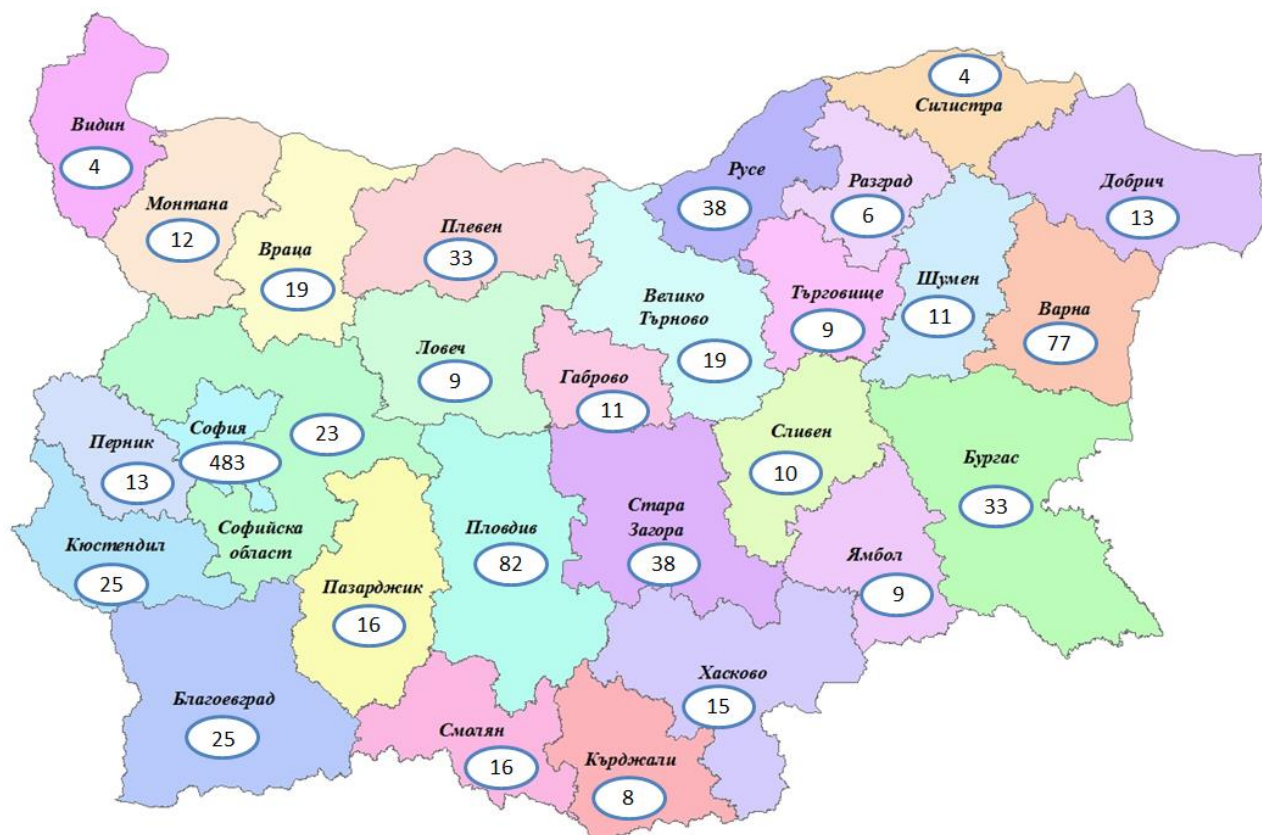 4
Силистра
Видин
4
Русе
38
Разград
6
Добрич
13
Монтана
12
Враца
19
Плевен
33
Велико
Търново
19
Търговище
9
Шумен
11
Варна
77
Ловеч
9
Габрово
11
Перник
13
София
483
23
Софийска
област
Сливен
10
Бургас
33
Кюстендил
25
Пазарджик
16
Пловдив
82
Стара
Загора
38
Ямбол
9
Благоевград
25
Смолян
16
Кърджали
8
Хасково
15